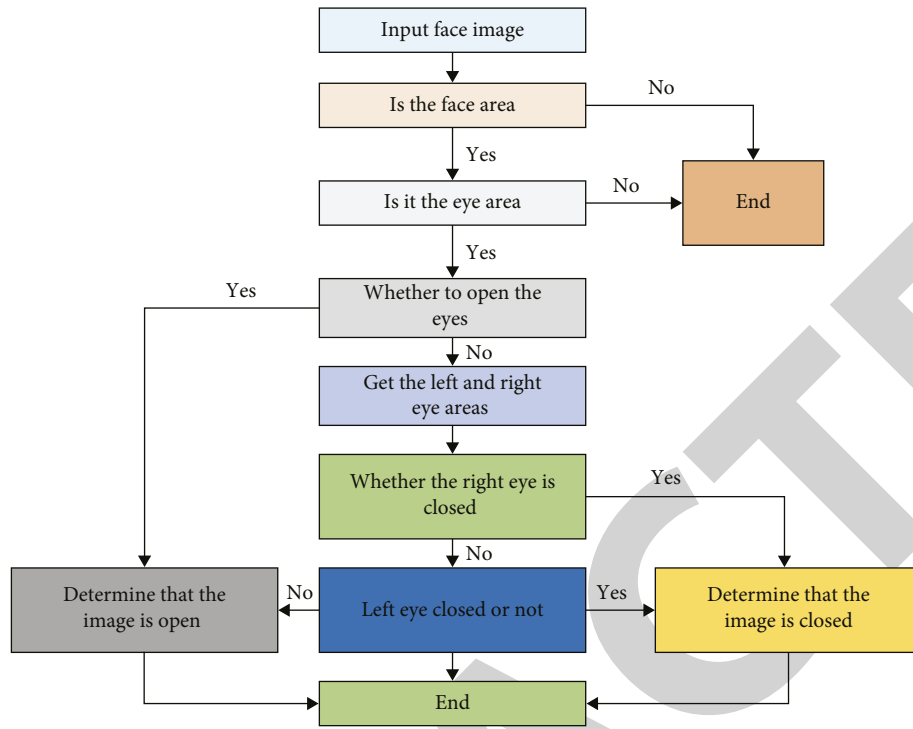 Input face image
Is the face area
No
Yes
Is it the eye area
No
End
Yes
Whether to open the
eyes
Yes
No
Get the left and right
eye areas
Whether the right eye is
closed
Yes
No
Determine that the
image is open
No
Left eye closed or not
Yes
Determine that the
image is closed
End